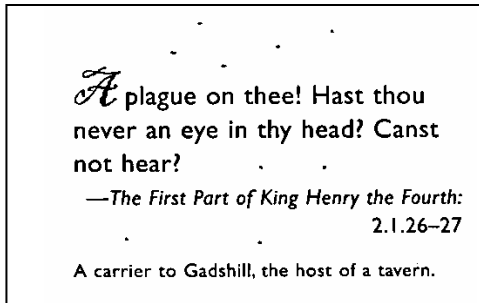 A plague on thee! Hast thou
never an eye in thy head? Canst
not hear?
—The First Part of King Henry the Fourth:
2.1.26–27
A carrier to Gadshill, the host of a tavern.